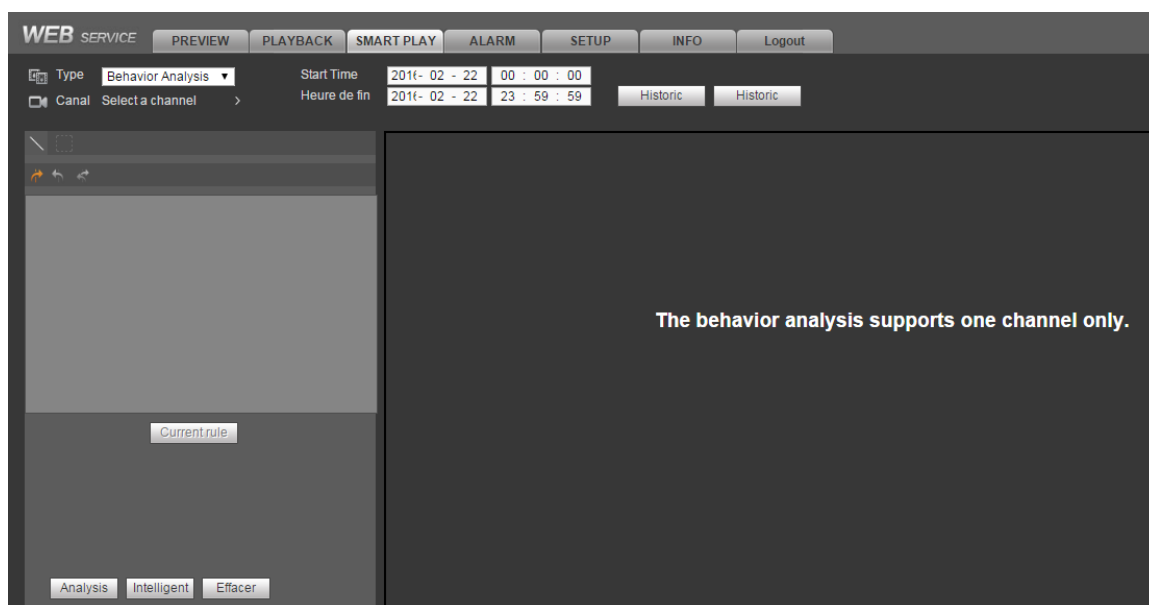 WEB SERVICE PREVIEW PLAYBACK SMART PLAY ALARM SETUP INFO Logout
Type Behavior Analysis Start Time 2016- 02 - 22 00 : 00 : 00
Canal Select a channel > Heure de fin 2016- 02 - 22 23 : 59 : 59 Historic Historic
The behavior analysis supports one channel only.
Current rule
Analysis Intelligent Effacer